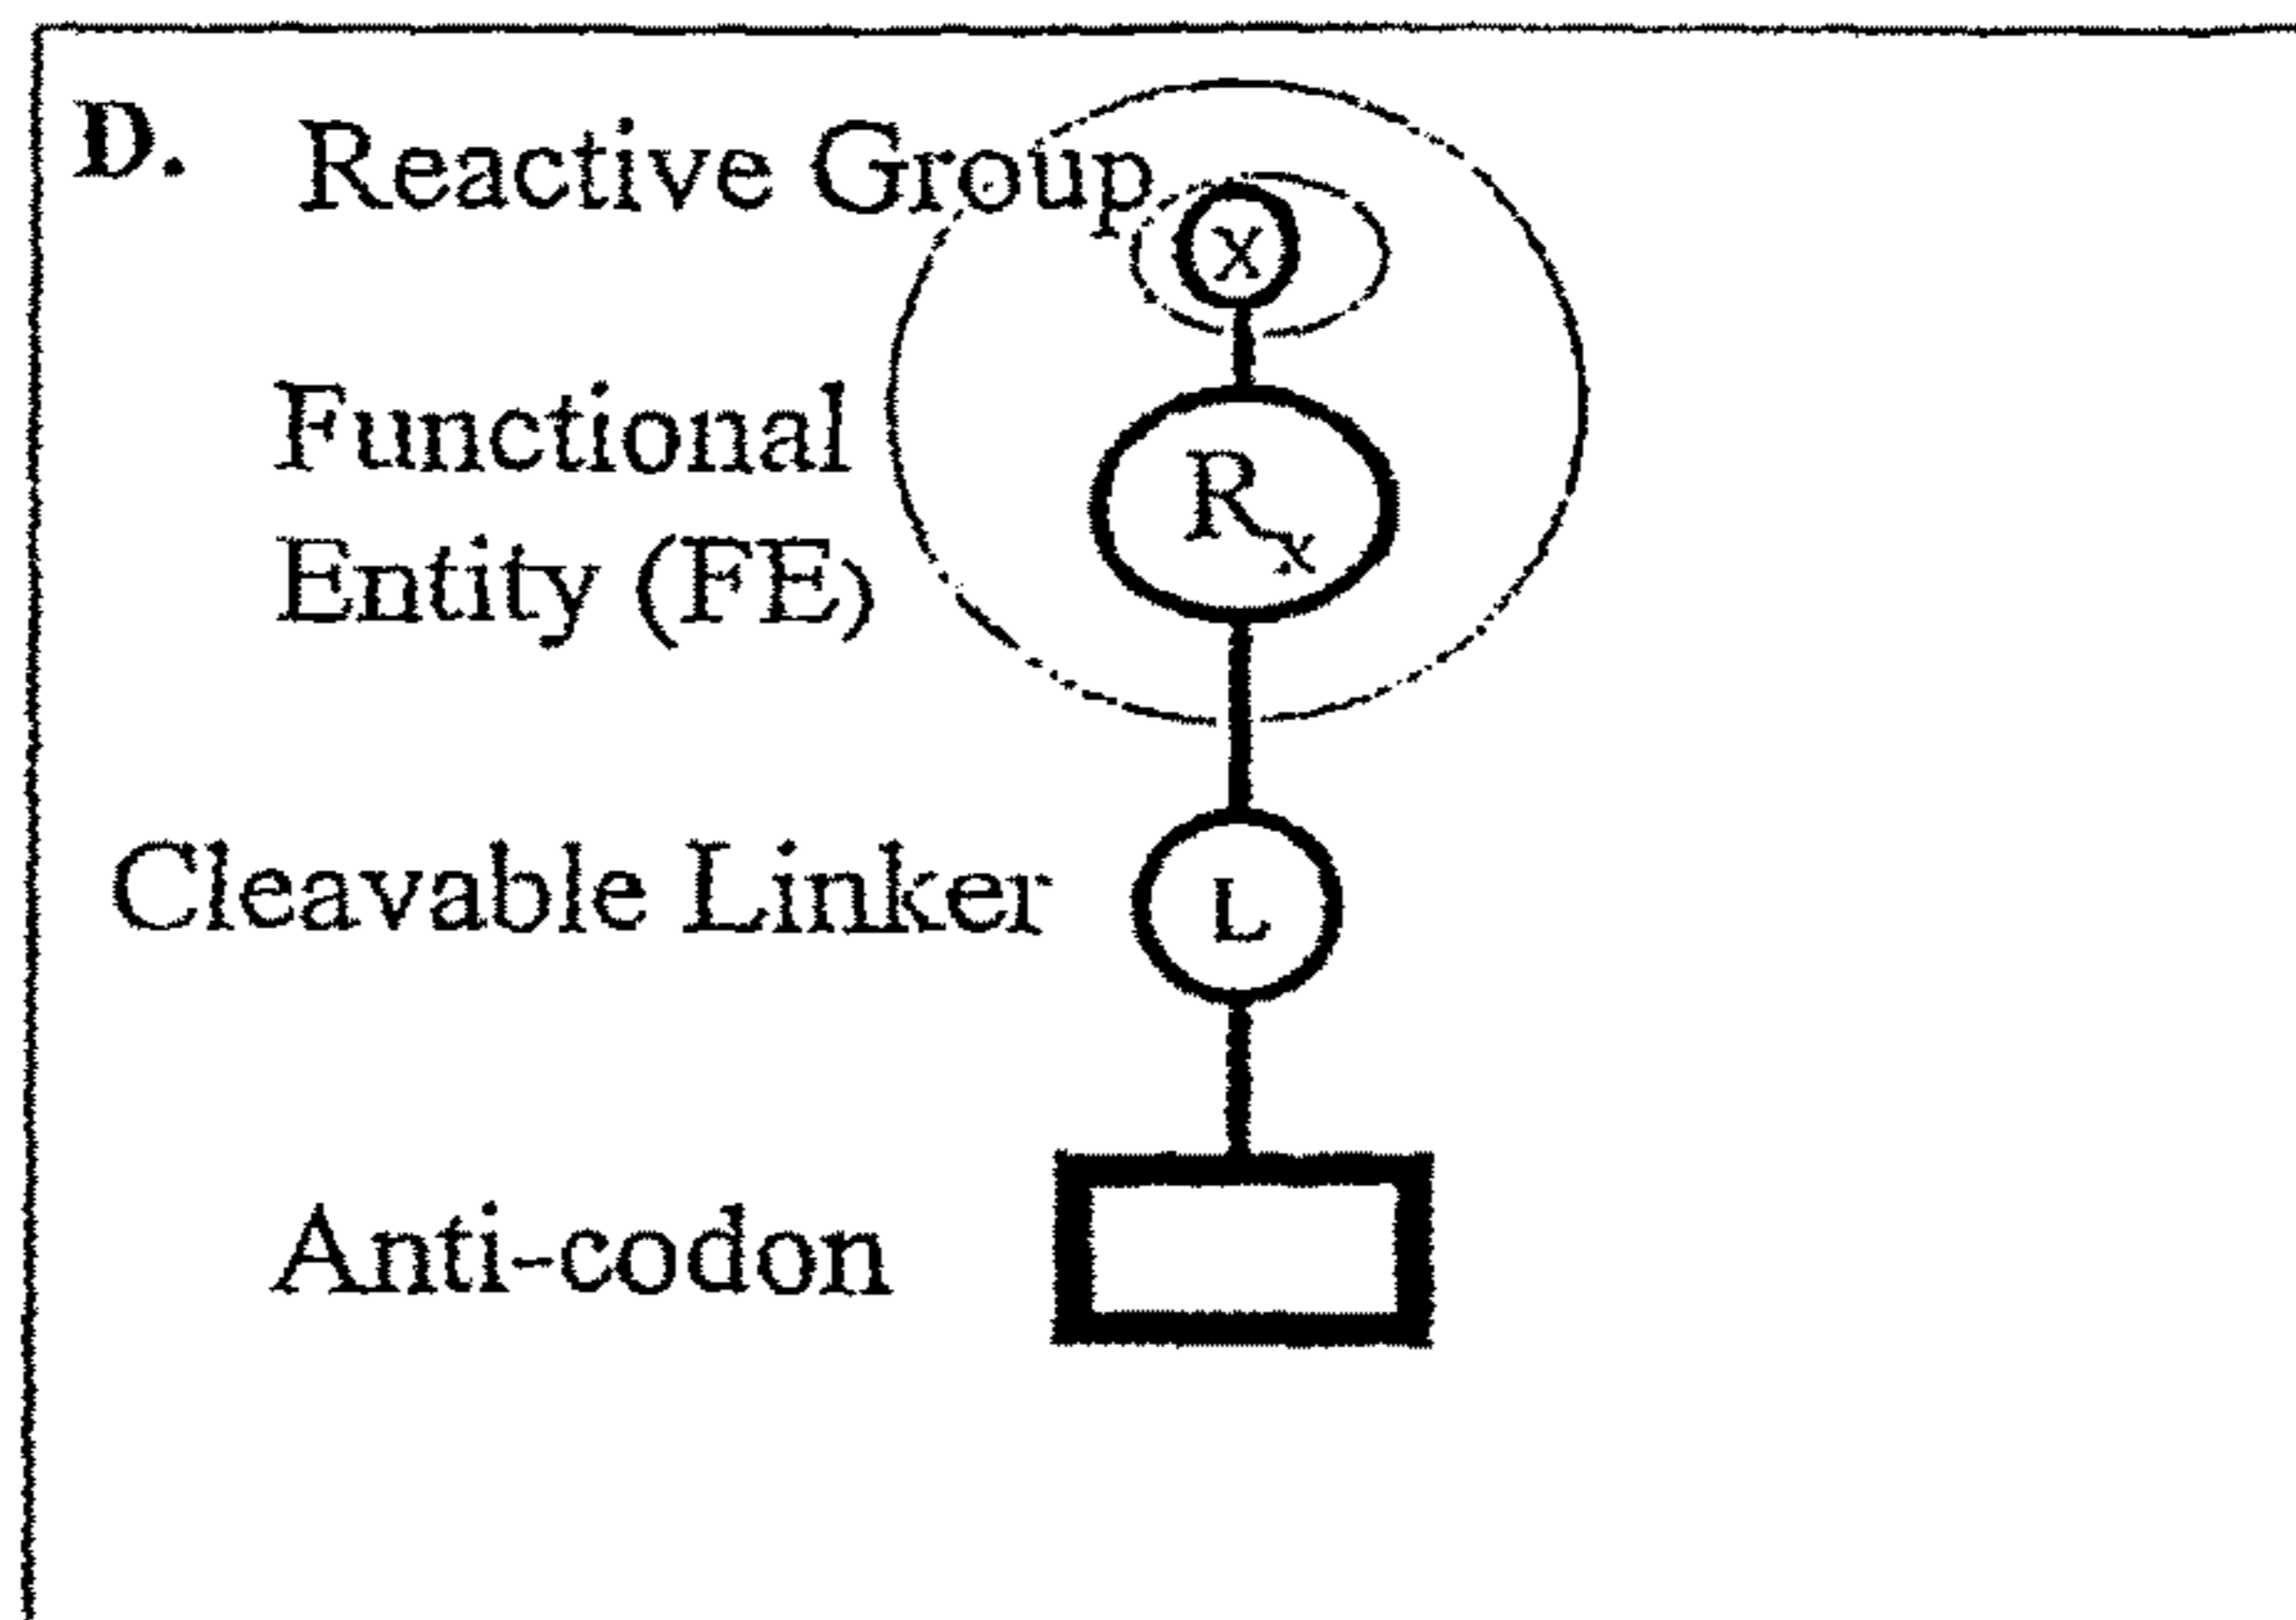 D. Reactive Group
X
Functional
Entity (FE)
Rx
Cleavable Linker
L
Anti-codon